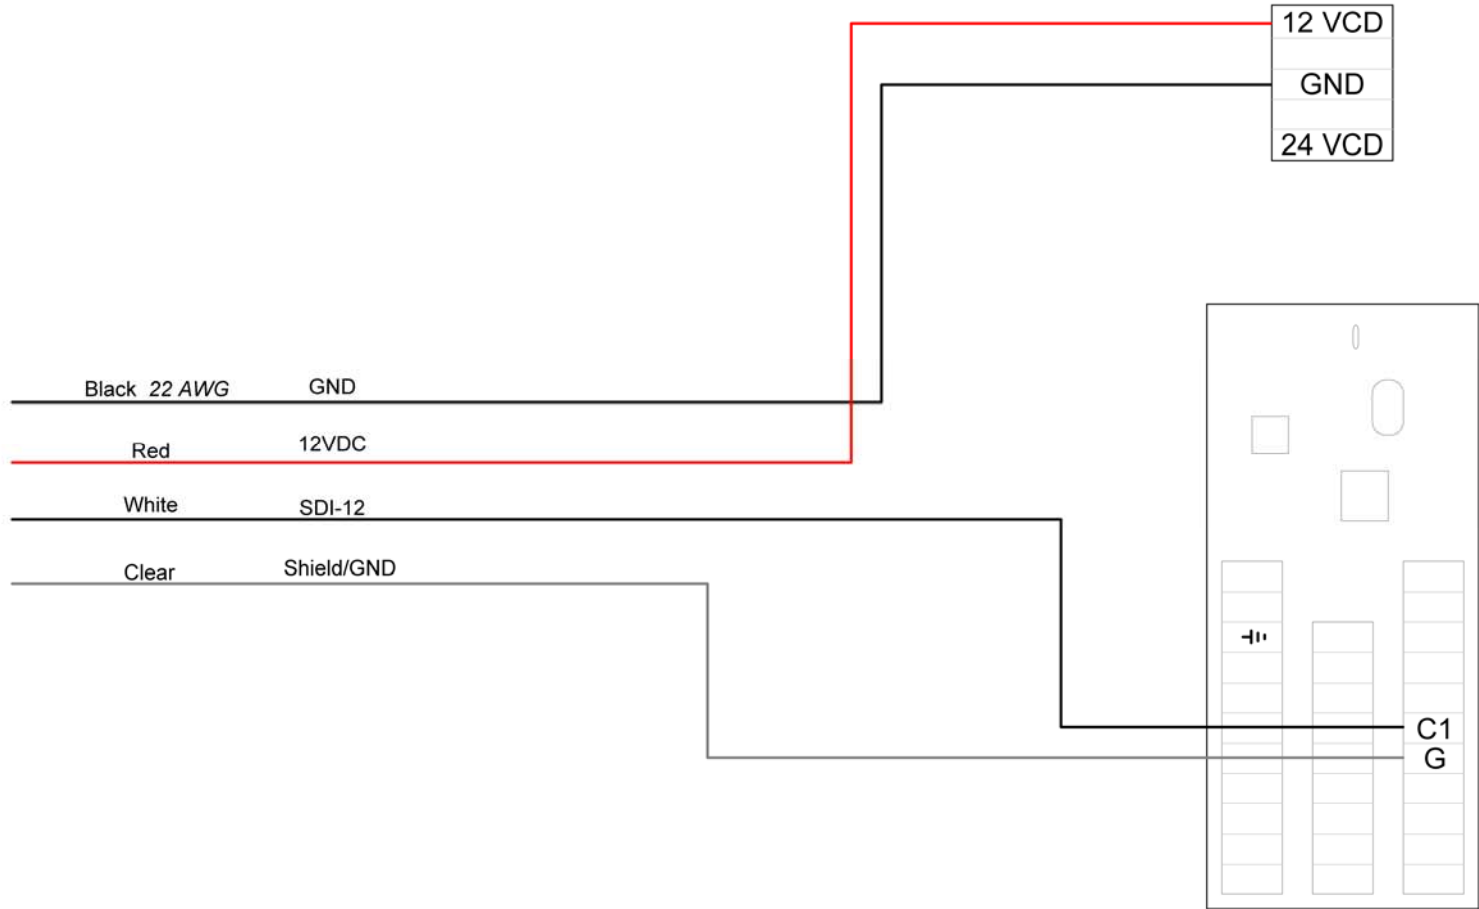 12 VCD
GND
24 VCD
Black 22 AWG GND
Red 12VDC
White SDI-12
Clear Shield/GND
C1
G